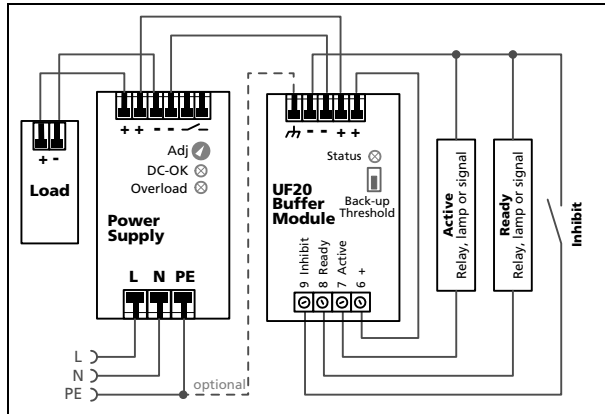 + -
Load
+ + - -
Adj
DC-OK
Overload
Power
Supply
L N PE
L
N
PE
optional
- - + +
Status
UF20
Buffer
Module
Back-up
Threshold
9 Inhibit
8 Ready
7 Active
6 +
Active
Relay, lamp or signal
Ready
Relay, lamp or signal
Inhibit